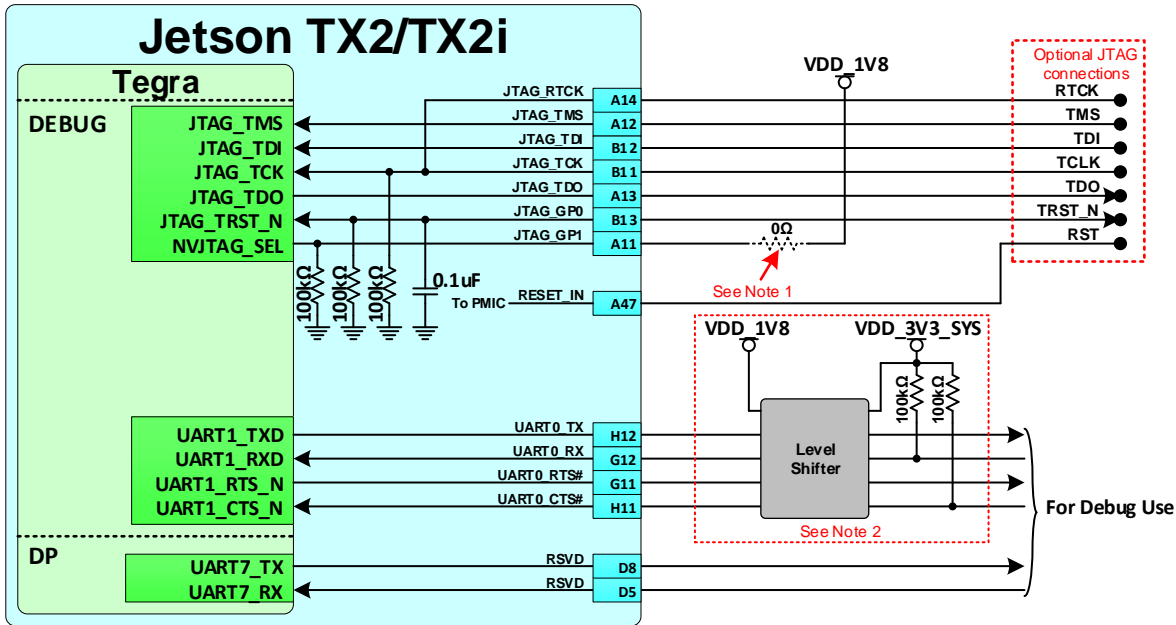 Jetson TX2/TX2i
Tegra
DEBUG
JTAG_TMS
JTAG_TDI
JTAG_TCK
JTAG_TDO
JTAG_TRST_N
NVJTAG_SEL
100kΩ
100kΩ
100kΩ
0.1uF
JTAG_RTCK
A14
JTAG_TMS
A12
JTAG_TDI
B12
JTAG_TCK
B11
JTAG_TDO
A13
JTAG_GP0
B13
JTAG_GP1
A11
To PMIC
RESET_IN
A47
VDD_1V8
0Ω
See Note 1
Optional JTAG
connections
RTCK
TMS
TDI
TCLK
TDO
TRST_N
RST
VDD_1V8
VDD_3V3_SYS
100kΩ
100kΩ
Level
Shifter
See Note 2
UART1_TXD
UART1_RXD
UART1_RTS_N
UART1_CTS_N
UART0_TX
H12
UART0_RX
G12
UART0_RTS#
G11
UART0_CTS#
H11
For Debug Use
DP
UART7_TX
UART7_RX
RSVD
D8
RSVD
D5